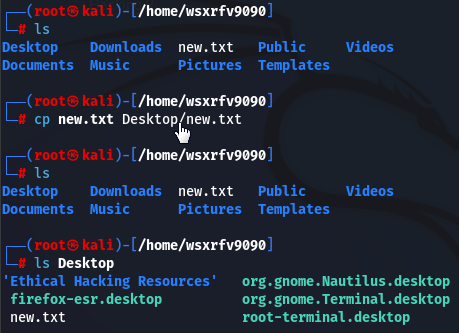 (root㉿kali)-[/home/wsxrfv9090]
# ls
Desktop Downloads new.txt Public Videos
Documents Music Pictures Templates
(root㉿kali)-[/home/wsxrfv9090]
# cp new.txt Desktop/new.txt
(root㉿kali)-[/home/wsxrfv9090]
# ls
Desktop Downloads new.txt Public Videos
Documents Music Pictures Templates
(root㉿kali)-[/home/wsxrfv9090]
# ls Desktop
'Ethical Hacking Resources' org.gnome.Nautilus.desktop
firefox-esr.desktop org.gnome.Terminal.desktop
new.txt root-terminal.desktop